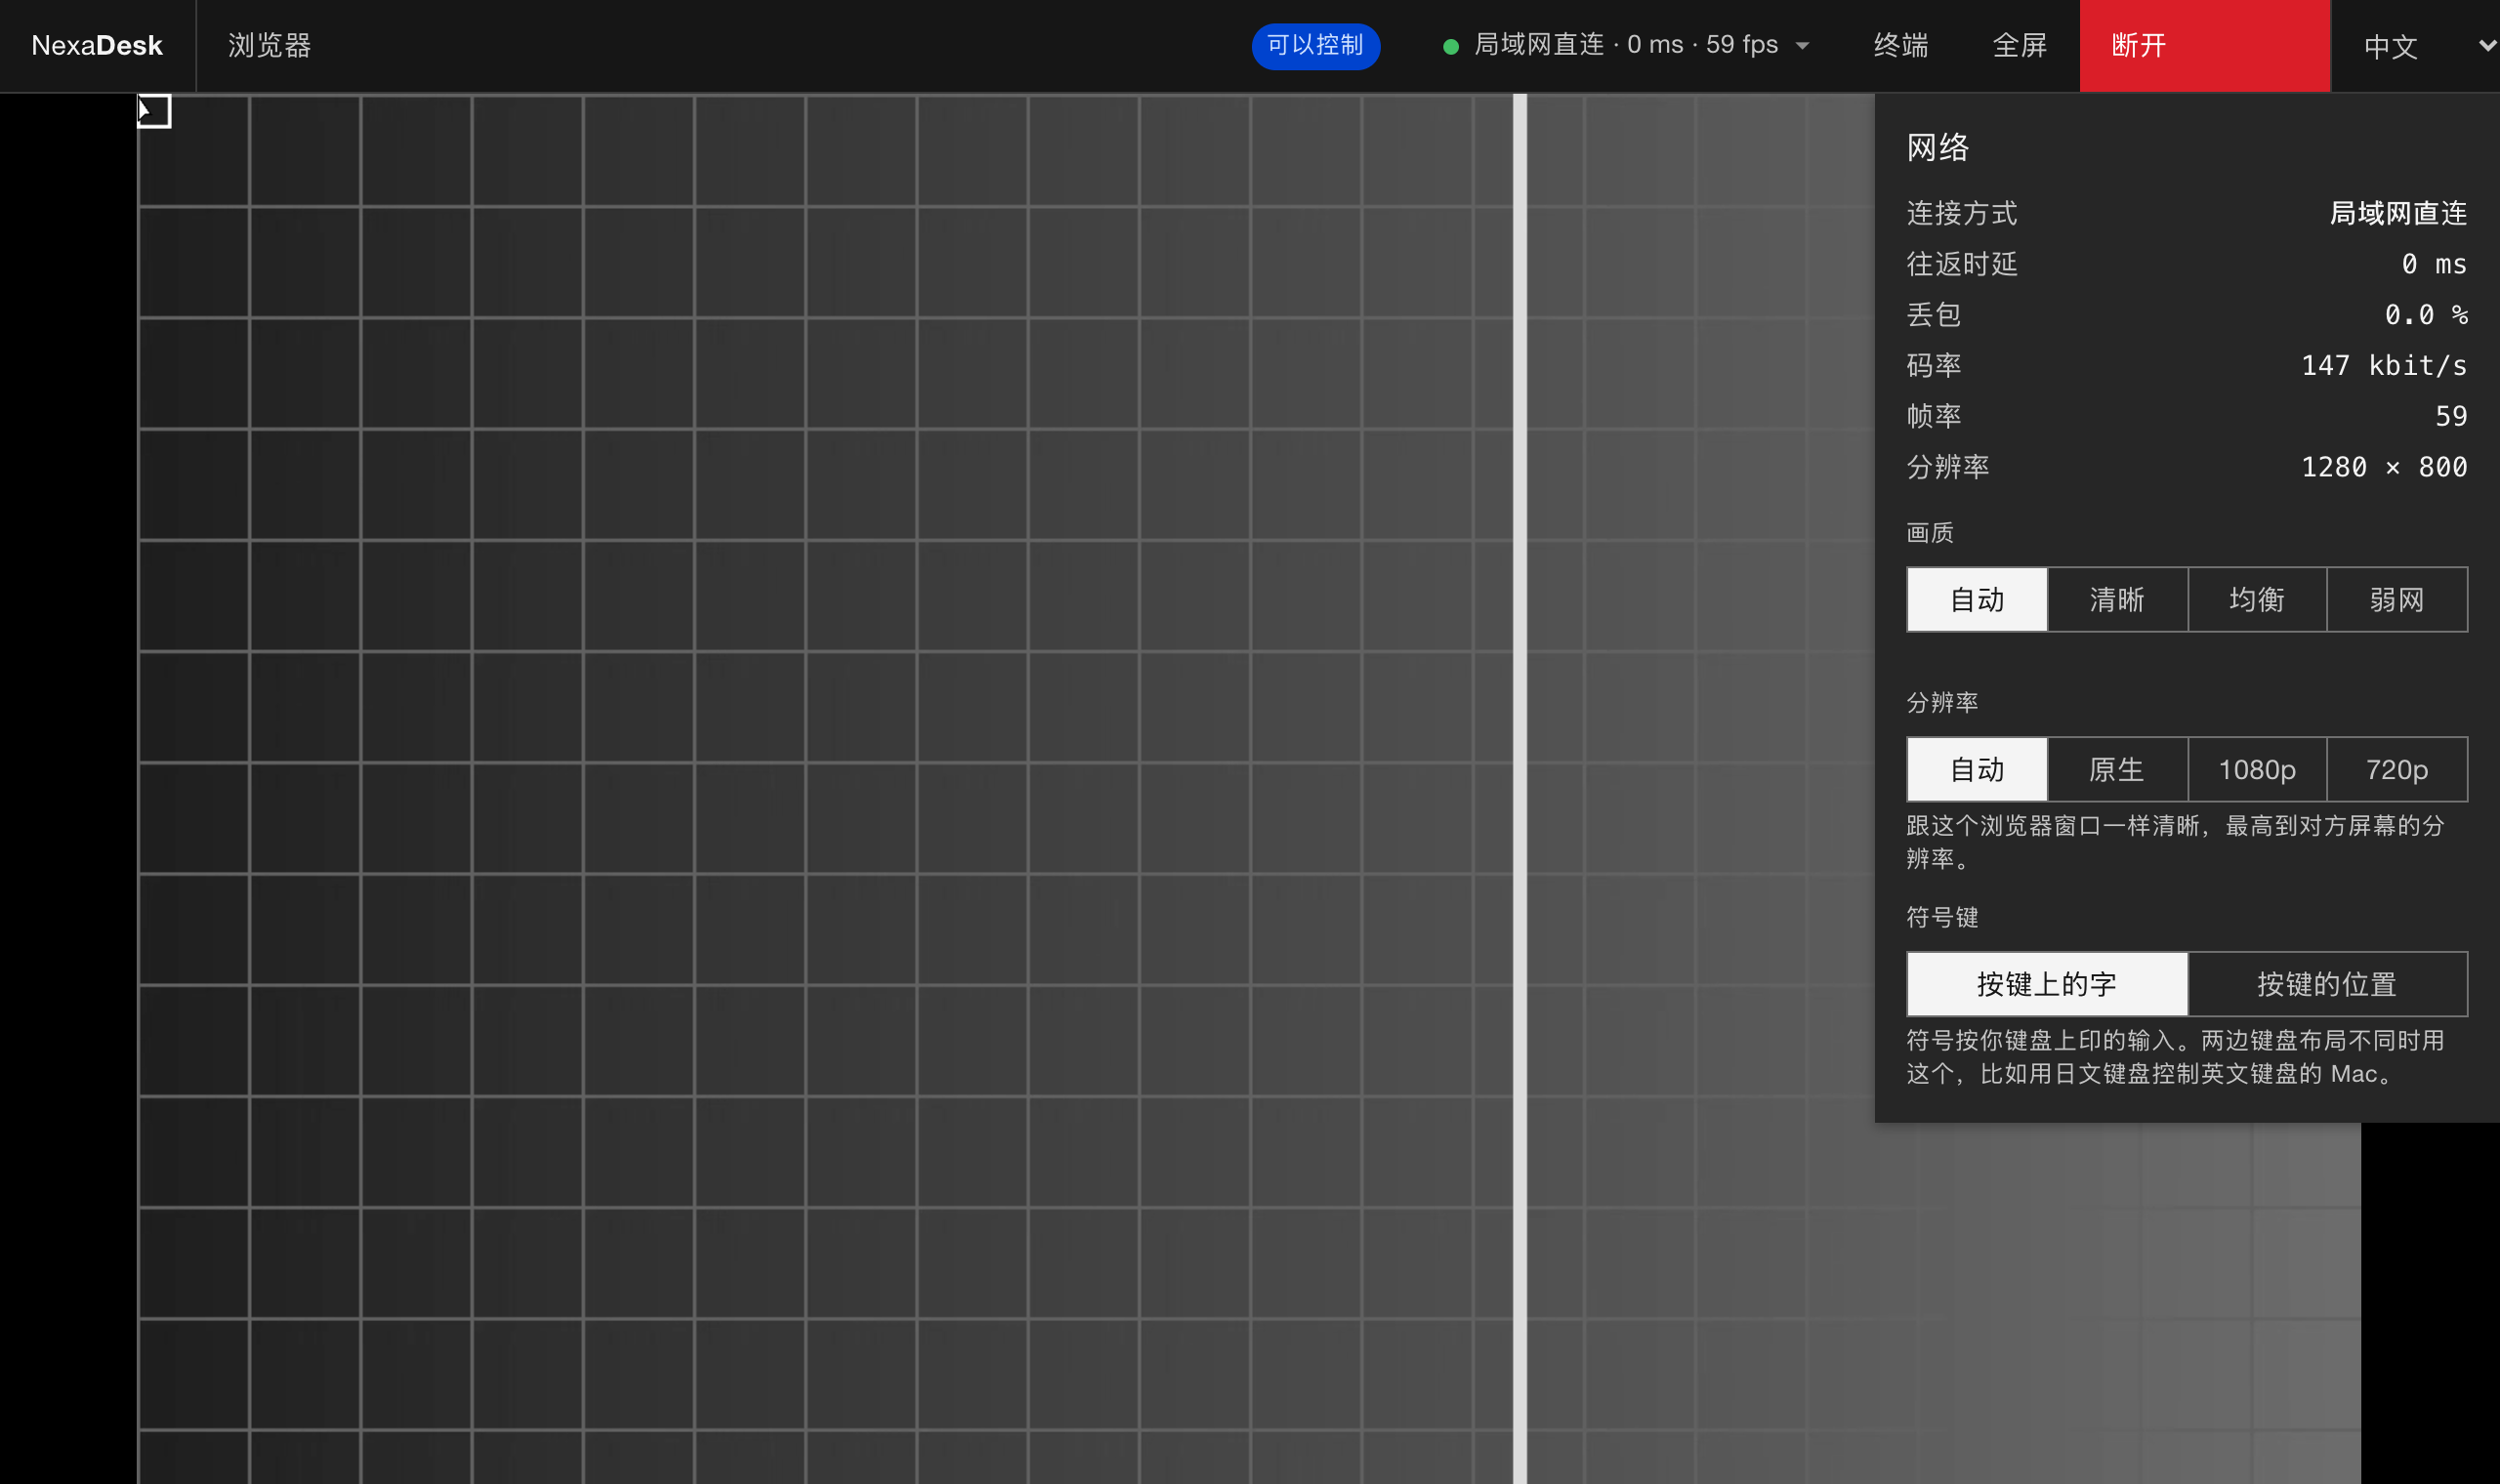 NexaDesk 浏览器 可以控制 局域网直连 · 0 ms · 59 fps 终端 全屏 断开 中文
网络
连接方式 局域网直连
往返时延 0 ms
丢包 0.0 %
码率 147 kbit/s
帧率 59
分辨率 1280 × 800
画质
自动 清晰 均衡 弱网
分辨率
自动 原生 1080p 720p
跟这个浏览器窗口一样清晰，最高到对方屏幕的分
辨率。
符号键
按键上的字 按键的位置
符号按你键盘上印的输入。两边键盘布局不同时用
这个，比如用日文键盘控制英文键盘的 Mac。